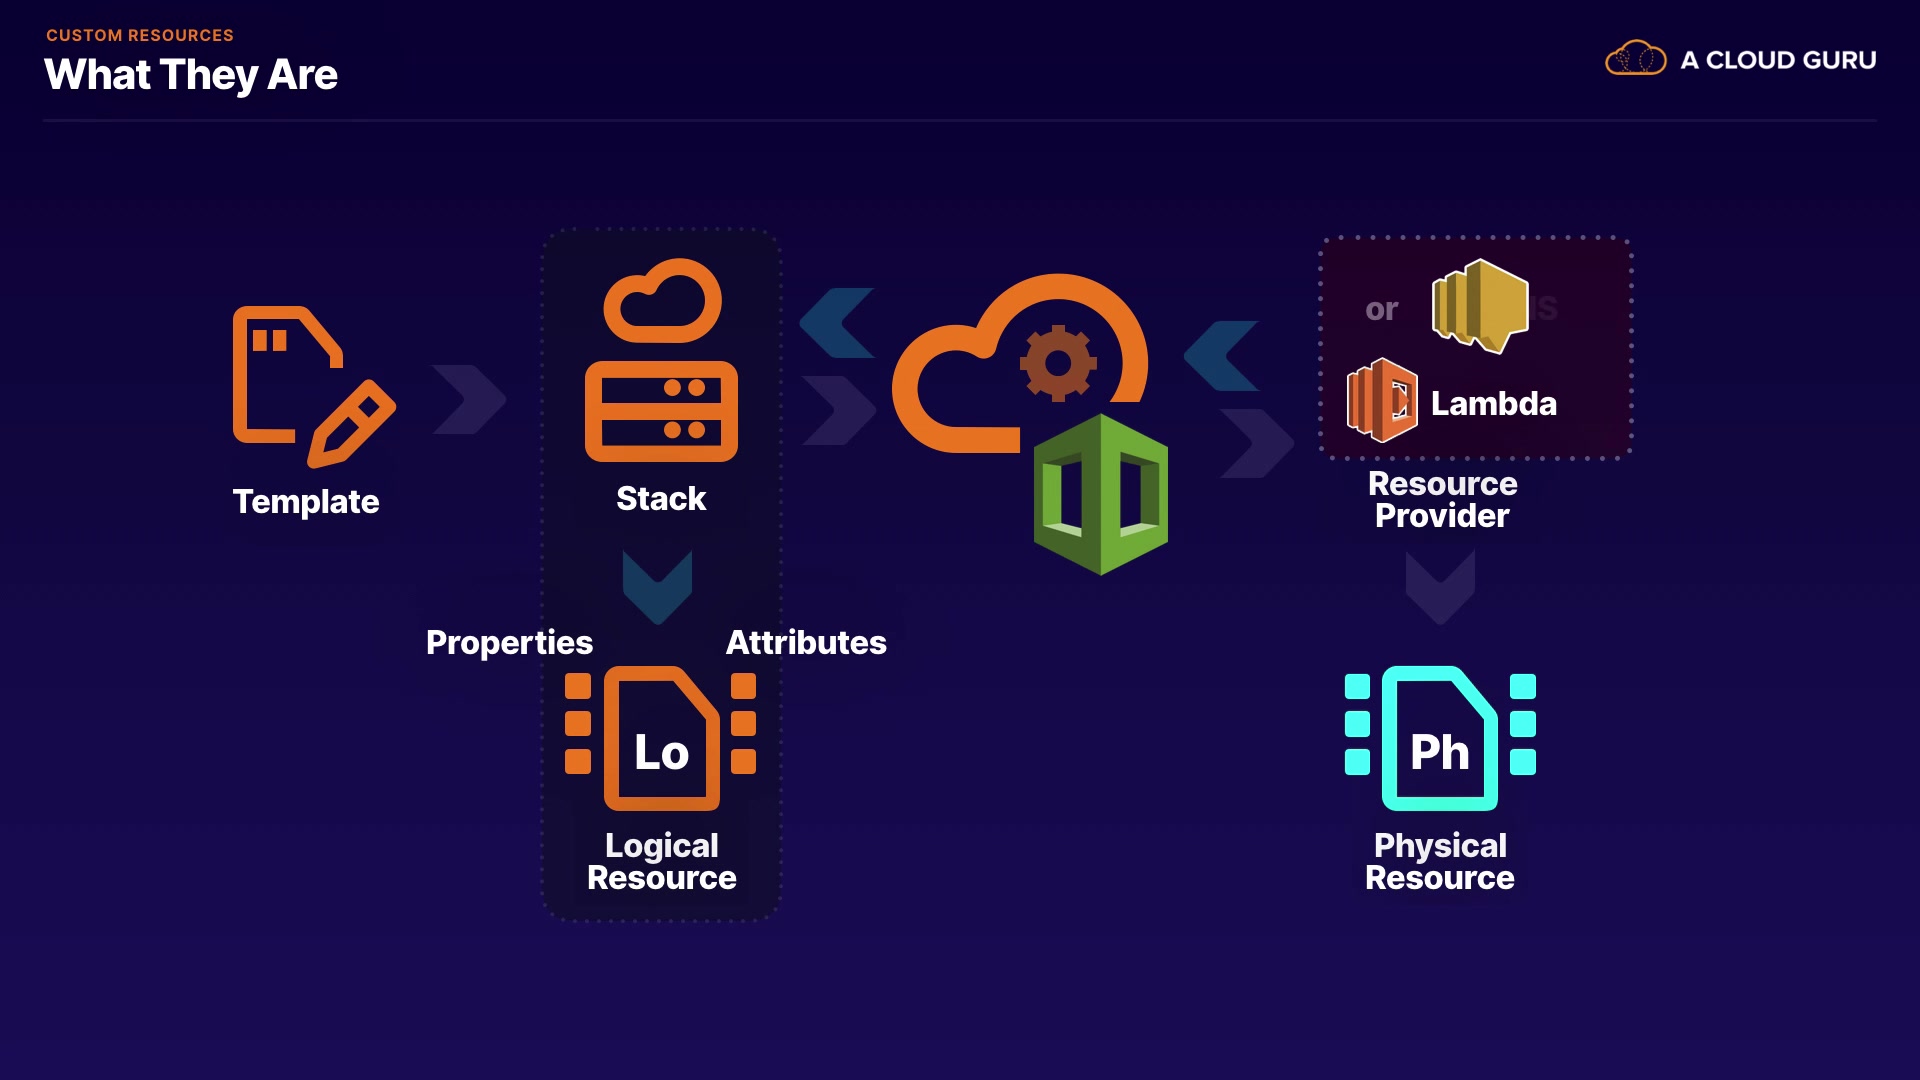 CUSTOM RESOURCES
What They Are
A CLOUD GURU
or
Lambda
Template
Stack
Resource
Provider
Properties
Attributes
Lo
Ph
Logical
Resource
Physical
Resource